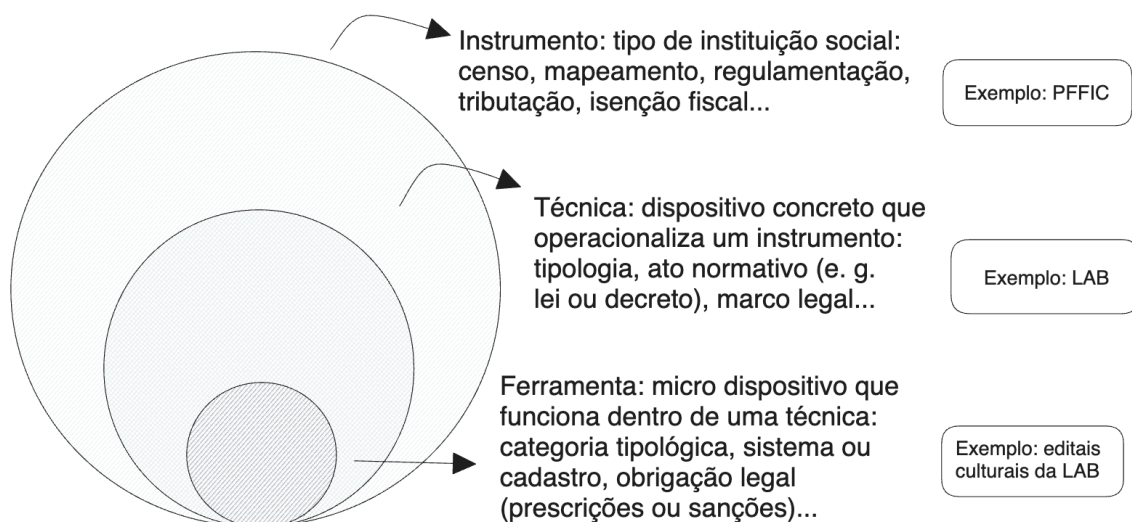 Instrumento: tipo de instituição social:
censo, mapeamento, regulamentação,
tributação, isenção fiscal...
Exemplo: PFFIC
Técnica: dispositivo concreto que
operacionaliza um instrumento:
tipologia, ato normativo (e. g.
lei ou decreto), marco legal...
Exemplo: LAB
Ferramenta: micro dispositivo que
funciona dentro de uma técnica:
categoria tipológica, sistema ou
cadastro, obrigação legal
(prescrições ou sanções)...
Exemplo: editais
culturais da LAB